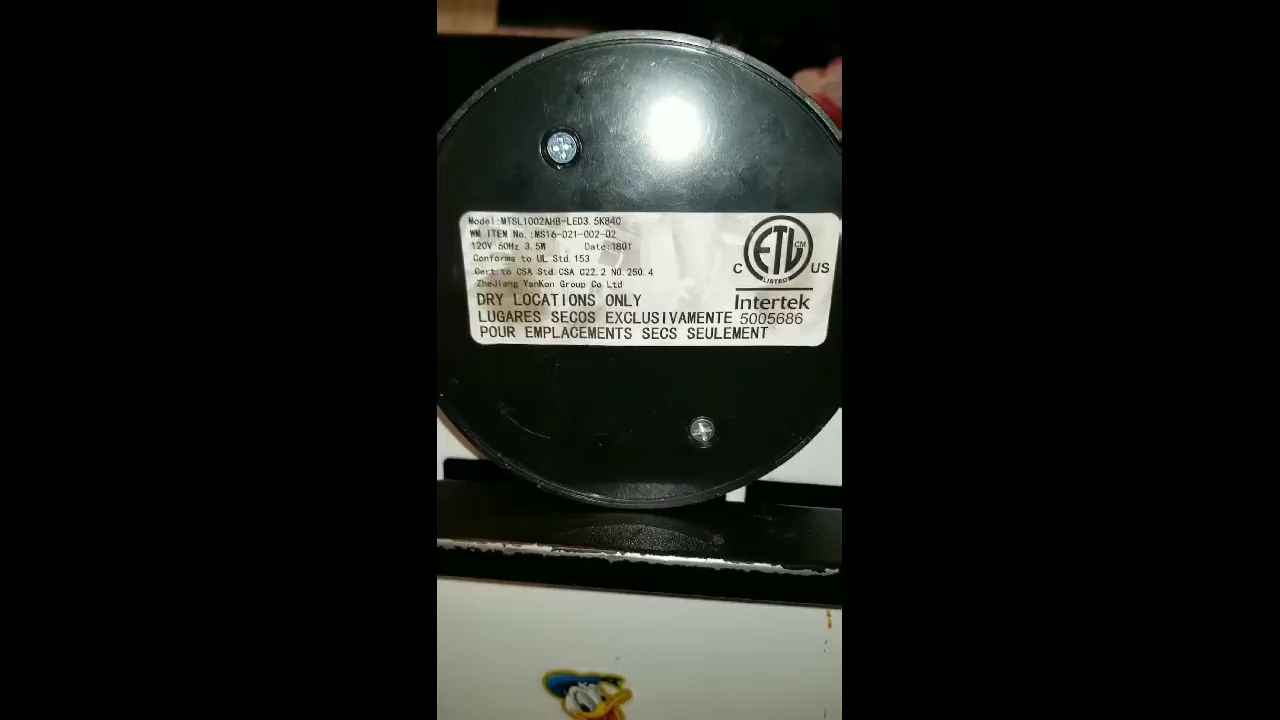 Model:MTSL1002AHB-LED3.5K840
WM ITEM No.:MS16-021-002-02
120V 60Hz 3.5W Date:1801
Conforms to UL Std.153
Cert.to CSA Std.CSA C22.2 NO.250.4
ZheJiang YanKon Group Co Ltd
DRY LOCATIONS ONLY
LUGARES SECOS EXCLUSIVAMENTE
POUR EMPLACEMENTS SECS SEULEMENT
ETL CM
LISTED
C US
Intertek
5005686